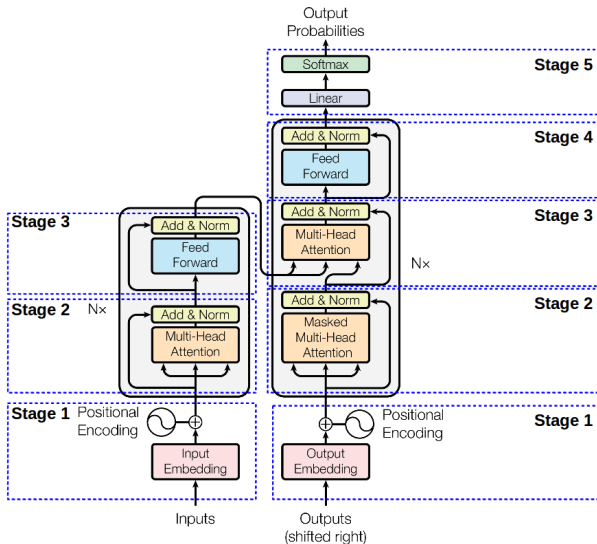 Output
Probabilities
Softmax
Stage 5
Linear
Add & Norm
Stage 4
Feed
Forward
Add & Norm
Stage 3
Multi-Head
Attention
N×
Add & Norm
Stage 2
Masked
Multi-Head
Attention
Stage 3
Add & Norm
Feed
Forward
Stage 2
N×
Add & Norm
Multi-Head
Attention
Stage 1
Positional
Encoding
Input
Embedding
Inputs
Positional
Encoding
Stage 1
Output
Embedding
Outputs
(shifted right)